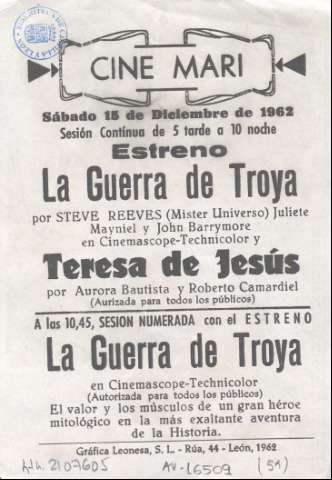 CINE MARI
Sábado 15 de Diciembre de 1962
Sesión Contínua de 5 tarde a 10 noche
Estreno
La Guerra de Troya
por STEVE REEVES (Mister Universo) Juliete
Mayniel y John Barrymore
en Cinemascope-Technicolor y
Teresa de Jesús
por Aurora Bautista y Roberto Camardiel
(Aurizada para todos los públicos)
A las 10,45, SESION NUMERADA con el ESTRENO
La Guerra de Troya
en Cinemascope-Technicolor
(Autorizada para todos los públicos)
El valor y los músculos de un gran héroe
mitológico en la más exaltante aventura
de la Historia.
Gráfica Leonesa, S. L. - Rúa, 44 - León, 1962
2107605
AV-16509
(51)